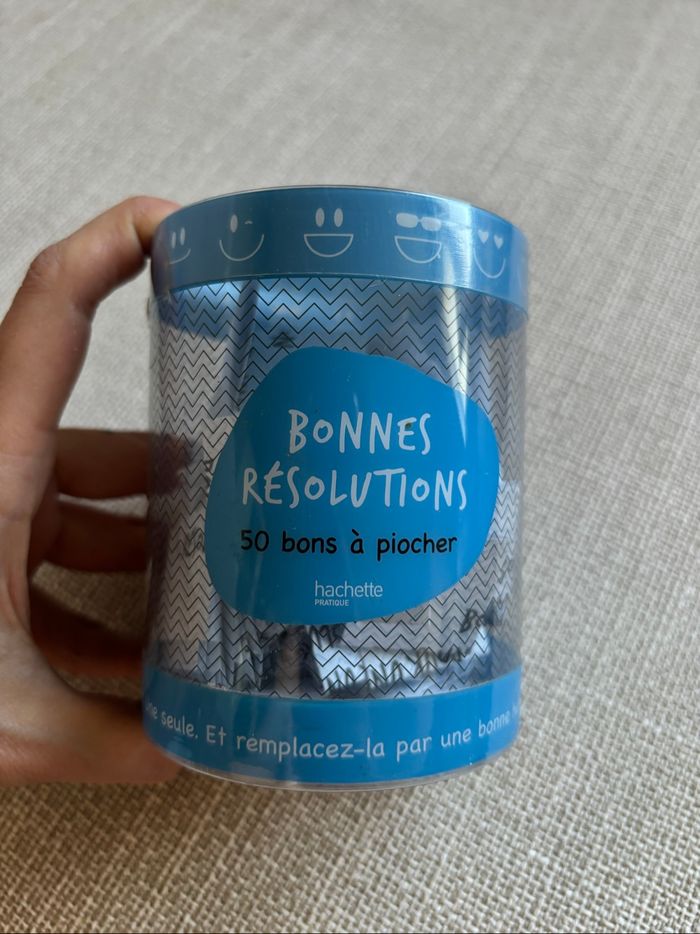 BONNES
RÉSOLUTIONS
50 bons à piocher
hachette
PRATIQUE
seule. Et remplacez-la par une bonne